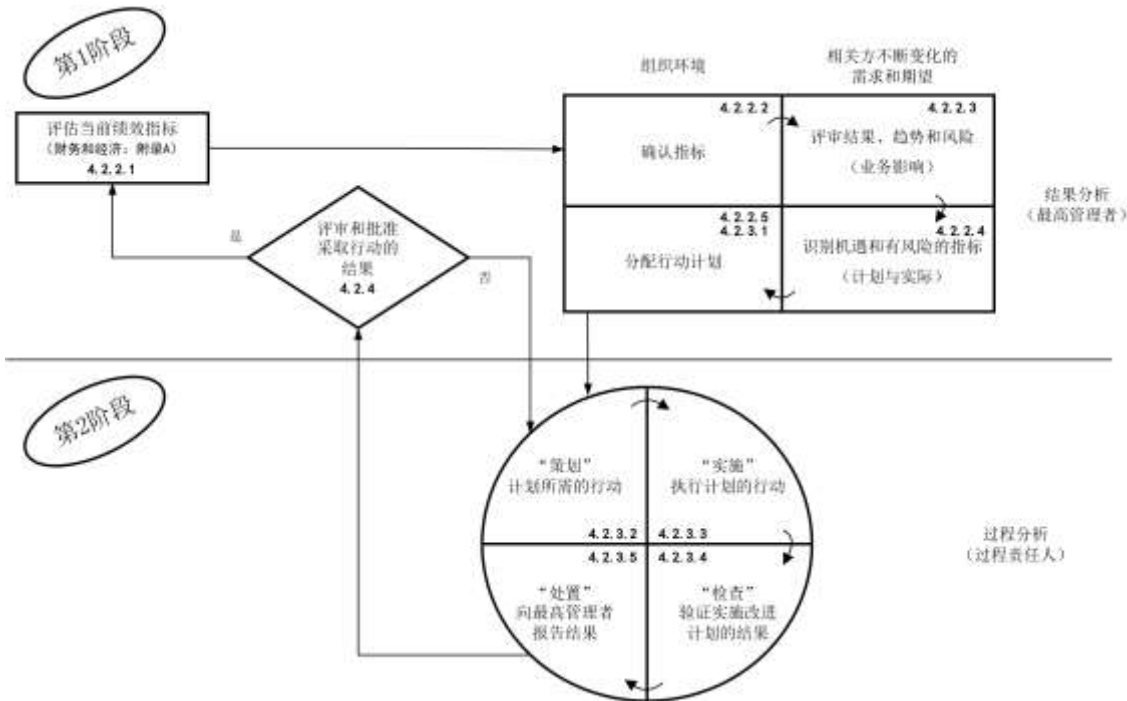 第1阶段
组织环境
相关方不断变化的
需求和期望
评估当前绩效指标
（财务和经济：附录A）
4.2.2.1
4.2.2.2
确认指标
4.2.2.3
评审结果、趋势和风险
（业务影响）
结果分析
（最高管理者）
4.2.2.5
4.2.3.1
分配行动计划
4.2.2.4
识别机遇和有风险的指标
（计划与实际）
是
评审和批准
采取行动的
结果
4.2.4
否
第2阶段
“策划”
计划所需的行动
4.2.3.2
“实施”
执行计划的行动
4.2.3.3
过程分析
（过程责任人）
4.2.3.5
“处置”
向最高管理者
报告结果
4.2.3.4
“检查”
验证实施改进
计划的结果